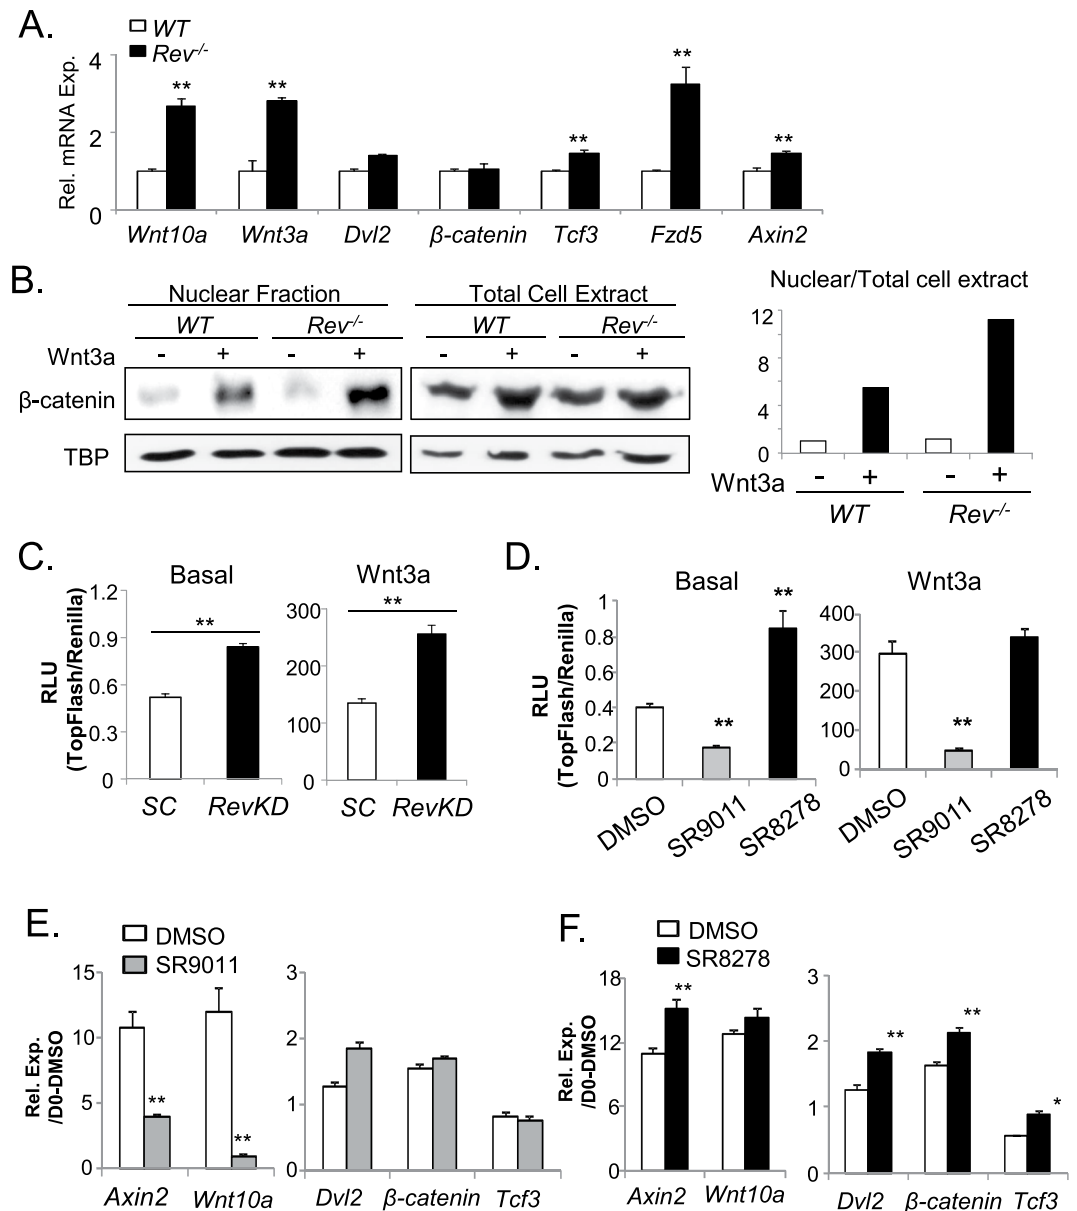 A.
WT
Rev-/-
Rel. mRNA Exp.
4
2
0
** ** ** ** **
Wnt10a Wnt3a Dvl2 β-catenin Tcf3 Fzd5 Axin2
B.
Nuclear Fraction Total Cell Extract
WT Rev-/- WT Rev-/-
Wnt3a - + - + - + - +
β-catenin
TBP
Nuclear/Total cell extract
12
8
4
0
Wnt3a - + - +
WT Rev-/-
C.
Basal
RLU
(TopFlash/Renilla)
1.2
0.9
0.6
0.3
0
**
SC RevKD
Wnt3a
300
200
100
0
**
SC RevKD
D.
Basal
RLU
(TopFlash/Renilla)
1
0.8
0.6
0.4
0.2
0
** **
DMSO SR9011 SR8278
Wnt3a
400
300
200
100
0
**
DMSO SR9011 SR8278
E.
DMSO
SR9011
Rel. Exp.
/D0-DMSO
15
10
5
0
** **
Axin2 Wnt10a
3
2
1
0
Dvl2 β-catenin Tcf3
F.
DMSO
SR8278
Rel. Exp.
/D0-DMSO
18
12
6
0
**
Axin2 Wnt10a
3
2
1
0
** ** *
Dvl2 β-catenin Tcf3